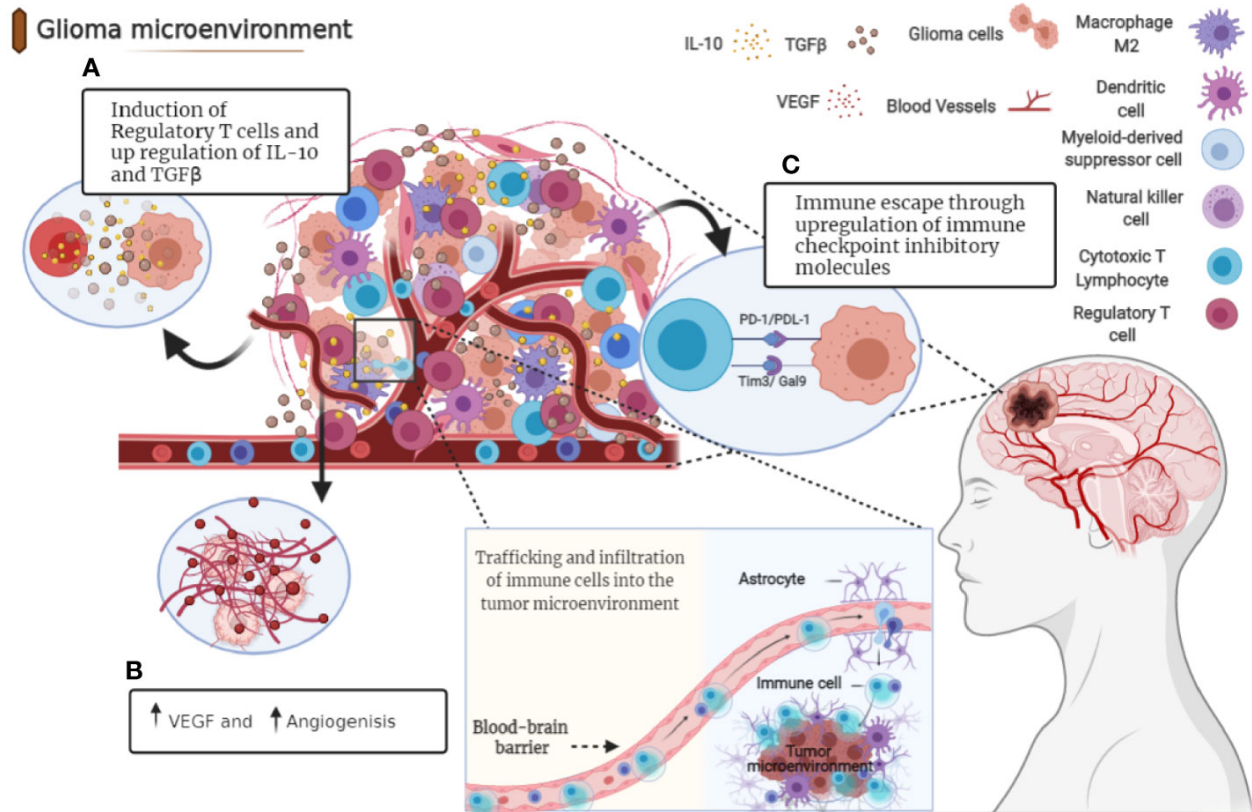 Glioma microenvironment
A
Induction of
Regulatory T cells and
up regulation of IL-10
and TGFβ
IL-10
TGFβ
Glioma cells
Macrophage
M2
VEGF
Blood Vessels
Dendritic
cell
Myeloid-derived
suppressor cell
Natural killer
cell
Cytotoxic T
Lymphocyte
Regulatory T
cell
C
Immune escape through
upregulation of immune
checkpoint inhibitory
molecules
PD-1/PDL-1
Tim3/ Gal9
B
VEGF and
Angiogenisis
Trafficking and infiltration
of immune cells into the
tumor microenvironment
Astrocyte
Immune cell
Blood-brain
barrier
Tumor
microenvironment